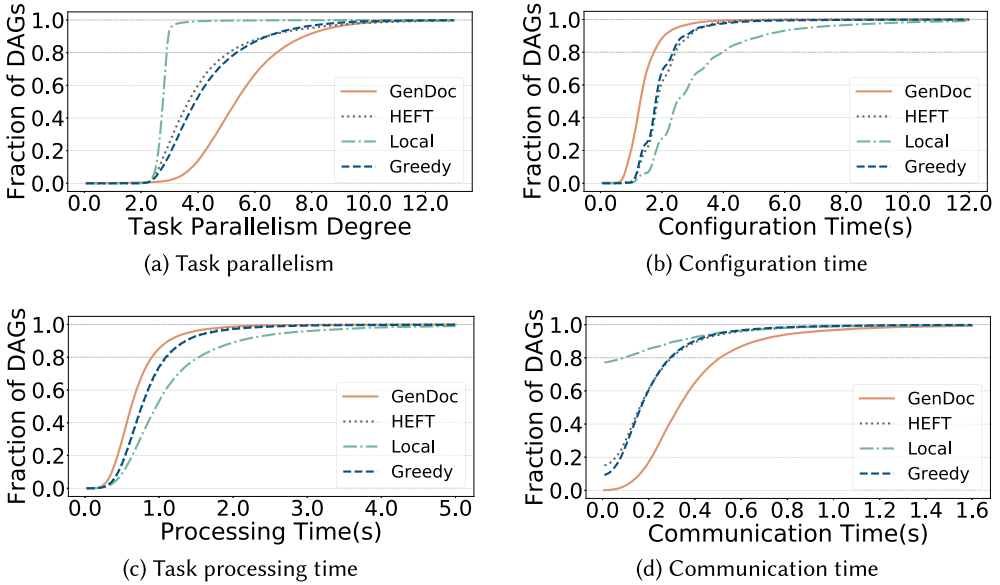 Fraction of DAGs
1.0
0.8
0.6
0.4
0.2
0.0
GenDoc
HEFT
Local
Greedy
0.0 2.0 4.0 6.0 8.0 10.0 12.0
Task Parallelism Degree
(a) Task parallelism
Fraction of DAGs
1.0
0.8
0.6
0.4
0.2
0.0
GenDoc
HEFT
Local
Greedy
0.0 2.0 4.0 6.0 8.0 10.0 12.0
Configuration Time(s)
(b) Configuration time
Fraction of DAGs
1.0
0.8
0.6
0.4
0.2
0.0
GenDoc
HEFT
Local
Greedy
0.0 1.0 2.0 3.0 4.0 5.0
Processing Time(s)
(c) Task processing time
Fraction of DAGs
1.0
0.8
0.6
0.4
0.2
0.0
GenDoc
HEFT
Local
Greedy
0.0 0.2 0.4 0.6 0.8 1.0 1.2 1.4 1.6
Communication Time(s)
(d) Communication time